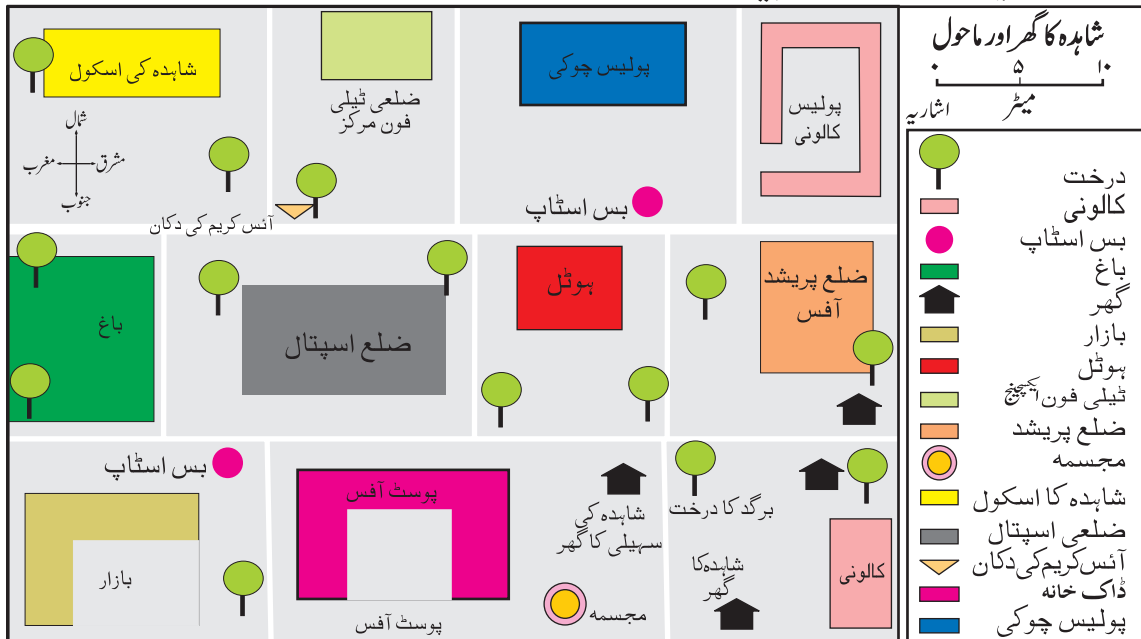 شاہدہ کا گھر اور ماحول
۰ ۵ ۱۰
میٹر
اشاریہ
درخت
کالونی
بس اسٹاپ
باغ
گھر
بازار
ہوٹل
ٹیلی فون ایکسچینج
ضلع پریشد
مجسمہ
شاہدہ کا اسکول
ضلعی اسپتال
آئس کریم کی دکان
ڈاک خانہ
پولیس چوکی
پولیس
کالونی
پولیس چوکی
ضلعی ٹیلی
فون مرکز
شاہدہ کی اسکول
شمال
مشرق
مغرب
جنوب
بس اسٹاپ
آئس کریم کی دکان
ضلع پریشد
آفس
ہوٹل
ضلع اسپتال
باغ
بس اسٹاپ
پوسٹ آفس
شاہدہ کی
سہیلی کا گھر
برگد کا درخت
شاہدہ کا
گھر
کالونی
بازار
مجسمہ
پوسٹ آفس